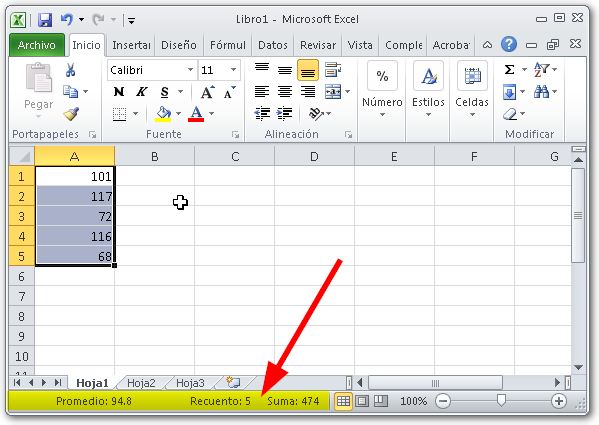 Libro1 - Microsoft Excel
Archivo Inicio Insertar Diseño Fórmul Datos Revisar Vista Comple Acroba
Pegar
Calibri 11
N K S A A
Número % Estilos Celdas
Portapapeles Fuente Alineación Modificar
A B C D E F G
1 101
2 117
3 72
4 116
5 68
6
7
8
9
10
11
Hoja1 Hoja2 Hoja3
Promedio: 94.8 Recuento: 5 Suma: 474 100%